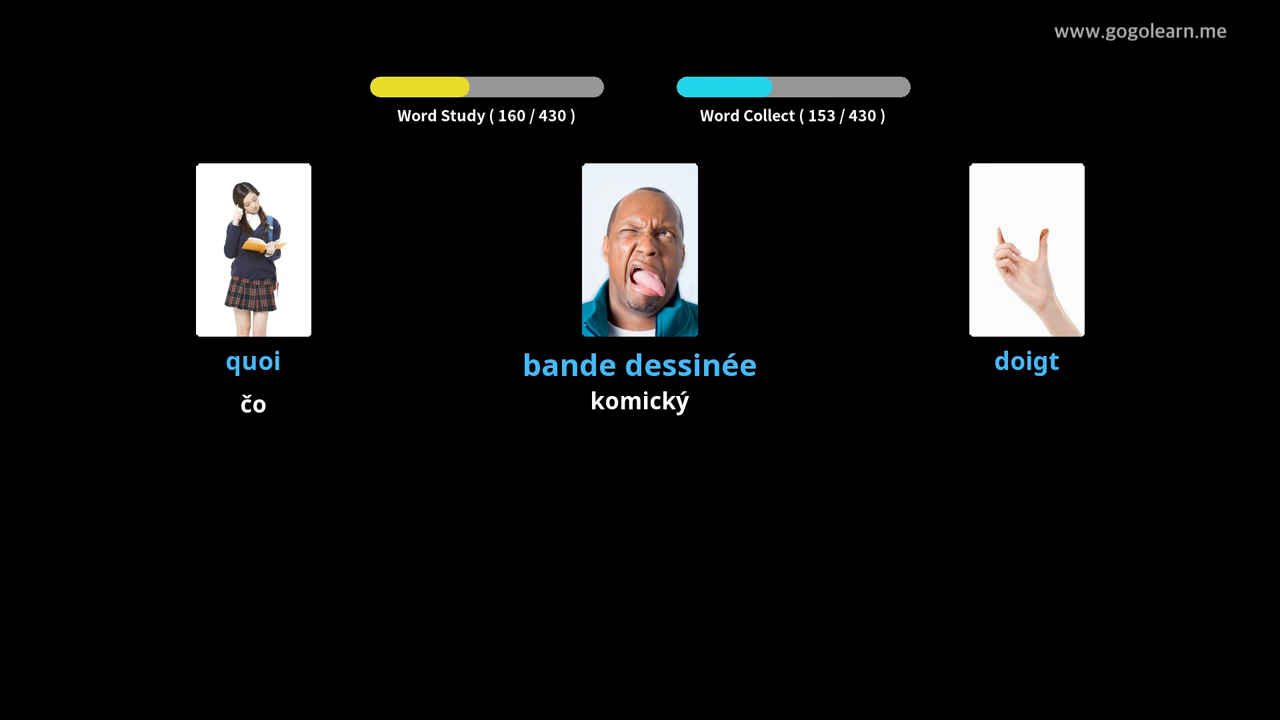 www.gogolearn.me
Word Study ( 160 / 430 )
Word Collect ( 153 / 430 )
quoi
bande dessinée
doigt
čo
komický